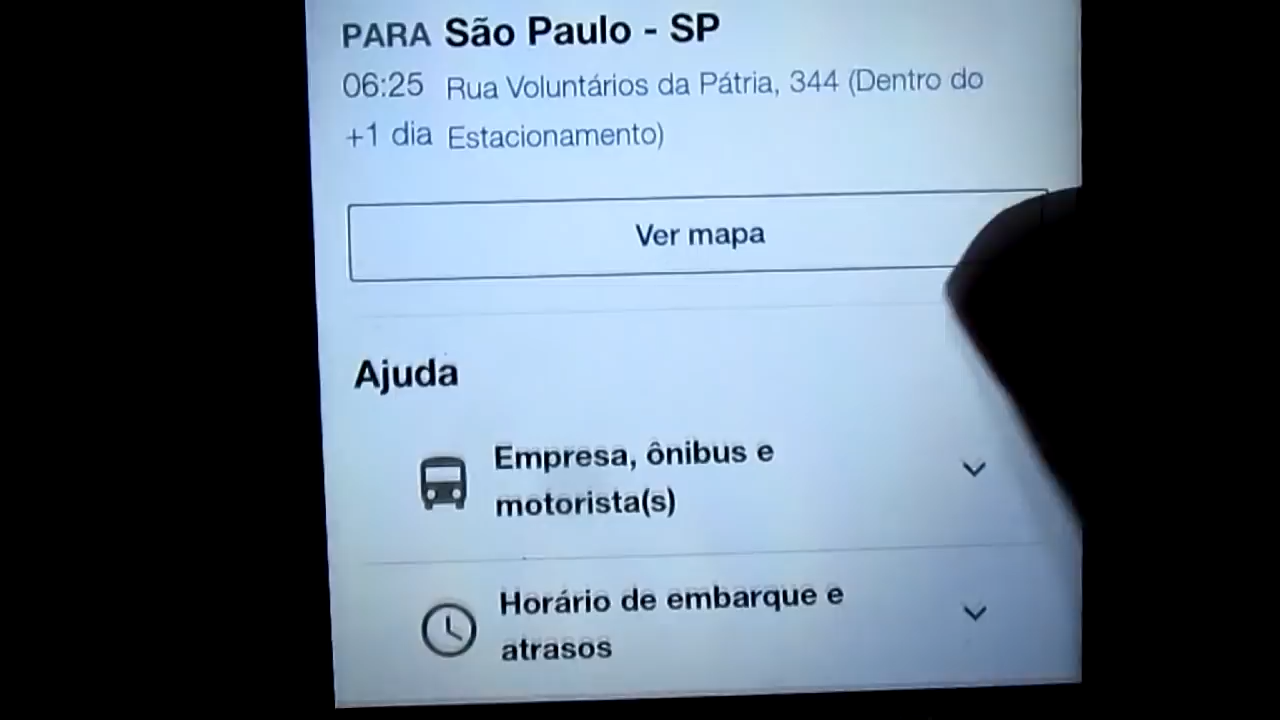 PARA São Paulo - SP
06:25 Rua Voluntários da Pátria, 344 (Dentro do
+1 dia Estacionamento)
Ver mapa
Ajuda
Empresa, ônibus e
motorista(s)
Horário de embarque e
atrasos